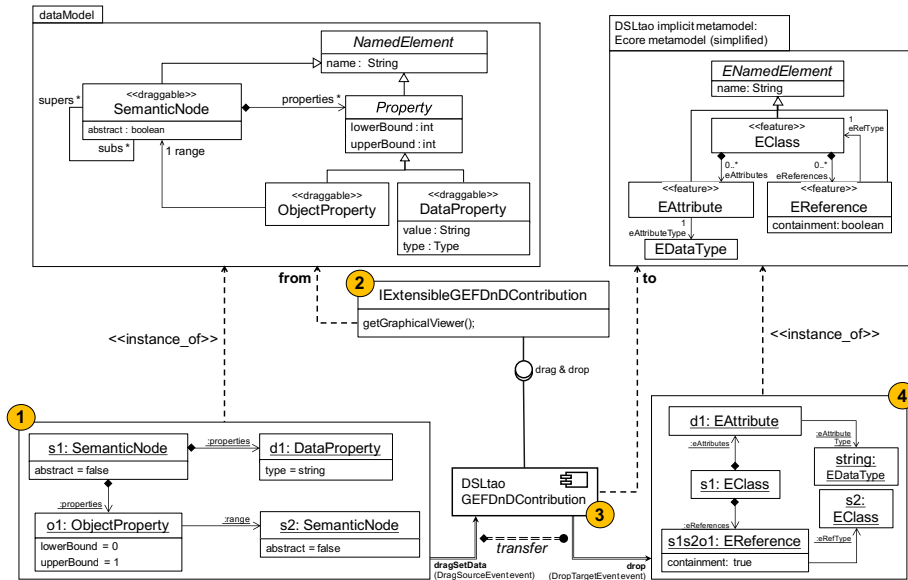 dataModel
NamedElement
name : String
<<draggable>>
SemanticNode
abstract : boolean
supers *
subs *
properties *
Property
lowerBound : int
upperBound : int
1 range
<<draggable>>
ObjectProperty
<<draggable>>
DataProperty
value : String
type : Type
DSLtao implicit metamodel:
Ecore metamodel (simplified)
ENamedElement
name: String
<<feature>>
EClass
1
eRefType
0..*
eAttributes
0..*
eReferences
<<feature>>
EAttribute
<<feature>>
EReference
containment: boolean
1
eAttributeType
EDataType
from
to
2
IExtensibleGEFDnDContribution
getGraphicalViewer();
<<instance_of>>
<<instance_of>>
drag & drop
1
s1: SemanticNode
abstract = false
:properties
d1: DataProperty
type = string
:properties
o1: ObjectProperty
lowerBound = 0
upperBound = 1
:range
s2: SemanticNode
abstract = false
DSLtao
GEFDnDContribution
3
transfer
dragSetData
(DragSourceEvent event)
drop
(DropTargetEvent event)
4
d1: EAttribute
:eAttribute
Type
:eAttributes
string:
EDataType
s1: EClass
s2:
EClass
:eReferences
s1s2o1: EReference
containment: true
:eRefType